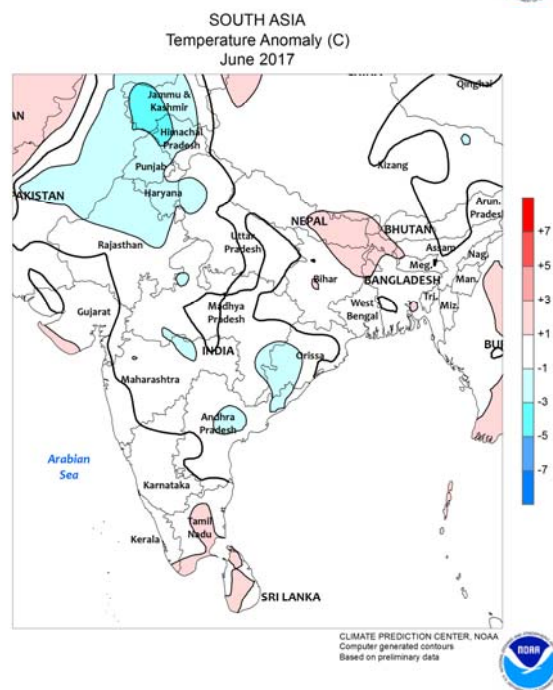 SOUTH ASIA
Temperature Anomaly (C)
June 2017
Qinghai
Jammu &
Kashmir
Himachal
Pradesh
Punjab
Xizang
Haryana
AKISTAN
AN
NEPAL
BHUTAN
Arun.
Prades
Uttar
Pradesh
Rajasthan
Assam
Nag.
Meg.
Bihar
BANGLADESH
Man.
Tri.
Miz.
West
Bengal
Gujarat
Madhya
Pradesh
INDIA
Orissa
BU
Maharashtra
Andhra
Pradesh
Arabian
Sea
Karnataka
Tamil
Nadu
Kerala
SRI LANKA
+7
+5
+3
+1
-1
-3
-5
-7
CLIMATE PREDICTION CENTER, NOAA
Computer generated contours
Based on preliminary data
NOAA